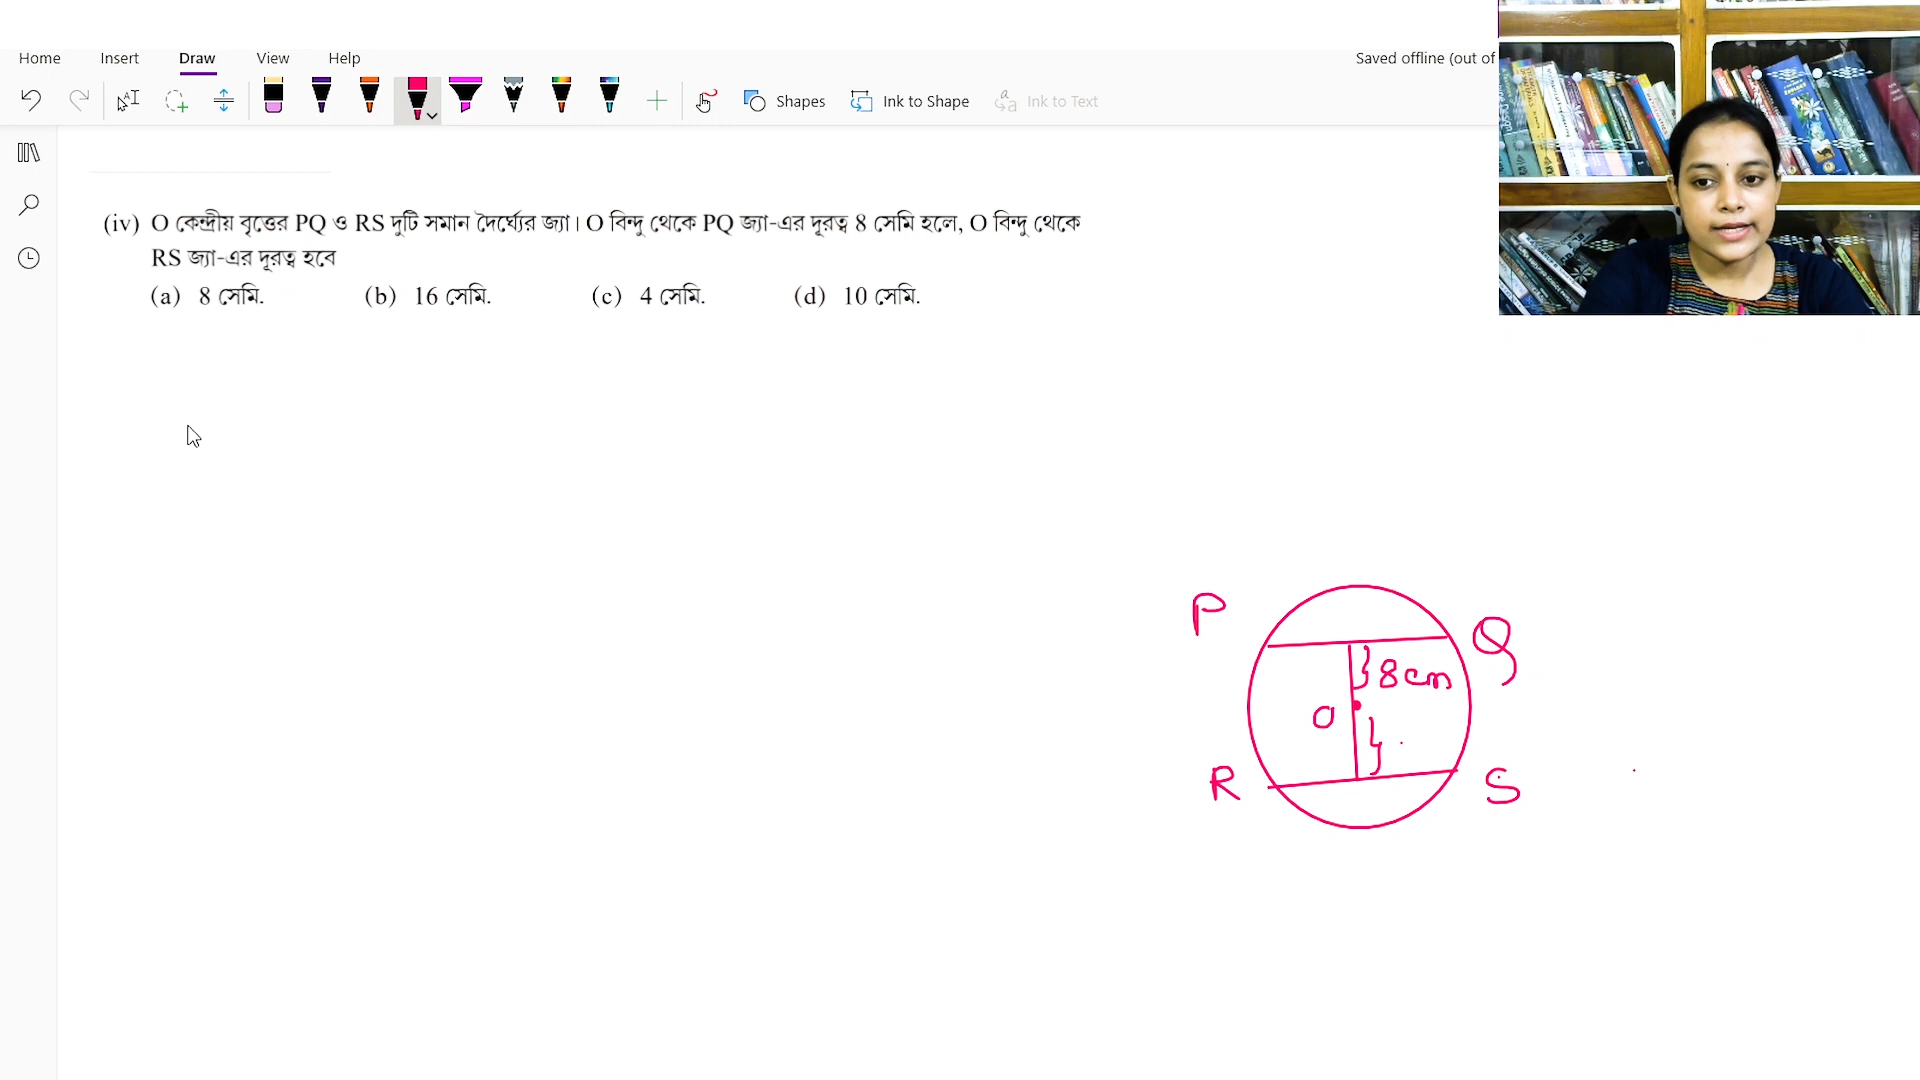 Home Insert Draw View Help Saved offline (out of
Shapes Ink to Shape Ink to Text
(iv) O কেন্দ্রীয় বৃত্তের PQ ও RS দুটি সমান দৈর্ঘ্যের জ্যা। O বিন্দু থেকে PQ জ্যা-এর দূরত্ব 8 সেমি হলে, O বিন্দু থেকে
RS জ্যা-এর দূরত্ব হবে
(a) 8 সেমি. (b) 16 সেমি. (c) 4 সেমি. (d) 10 সেমি.
P Q
8cm
O
R S